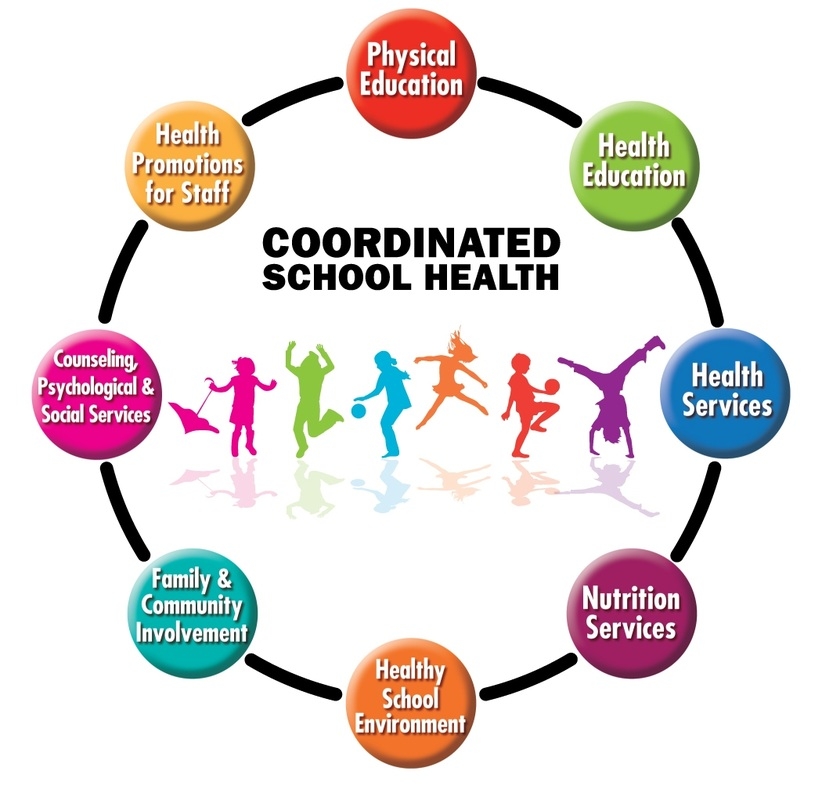 Physical
Education
Health
Education
Health
Services
Nutrition
Services
Healthy
School
Environment
Family &
Community
Involvement
Counseling,
Psychological &
Social Services
Health
Promotions
for Staff
COORDINATED
SCHOOL HEALTH